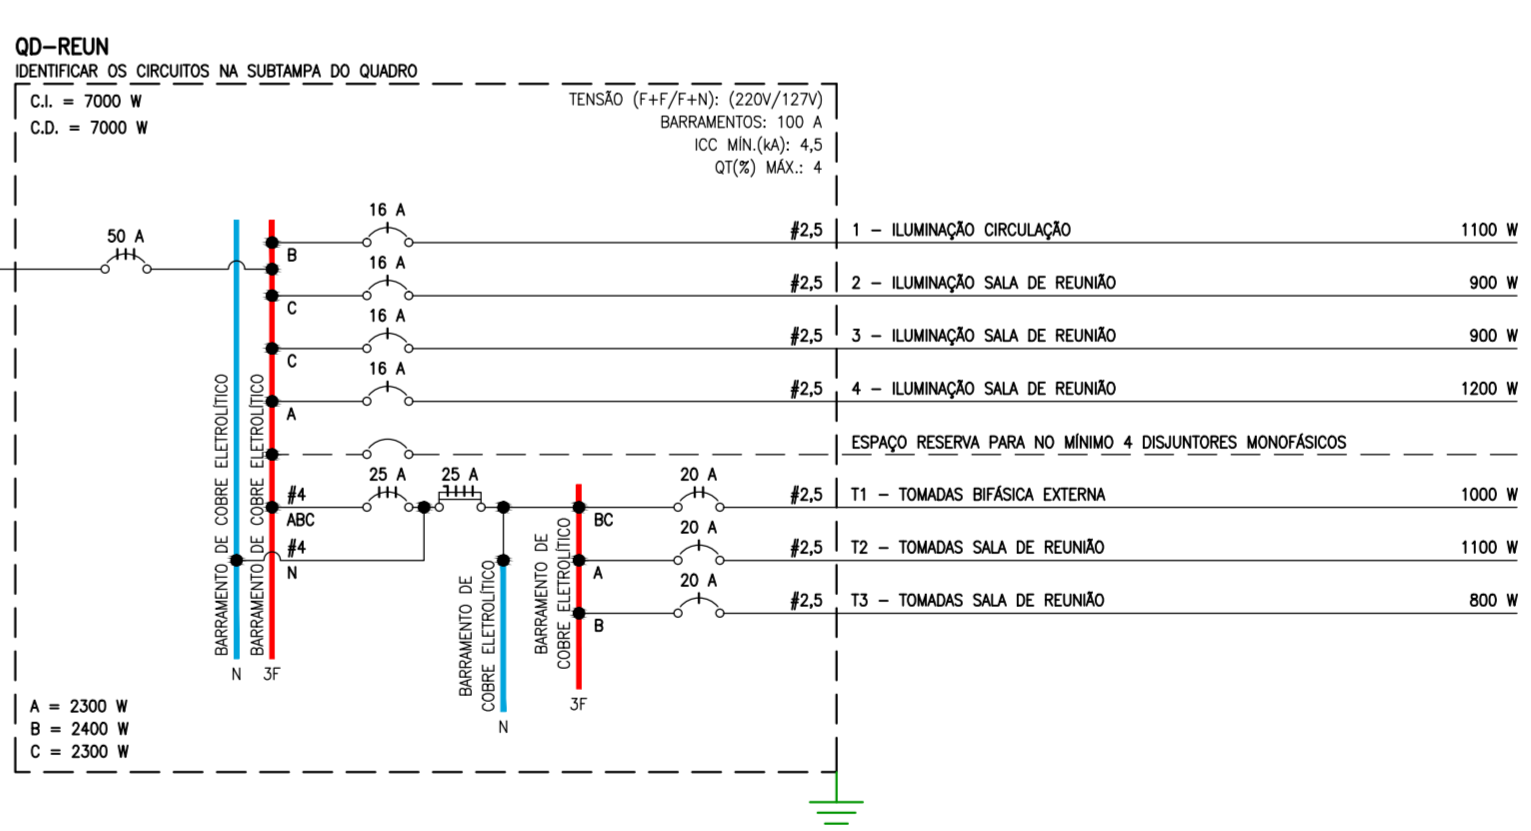 QD-REUN
IDENTIFICAR OS CIRCUITOS NA SUBTAMPA DO QUADRO
C.I. = 7000 W
C.D. = 7000 W
TENSÃO (F+F/F+N): (220V/127V)
BARRAMENTOS: 100 A
ICC MÍN.(kA): 4,5
QT(%) MÁX.: 4
50 A
16 A
B
#2,5
1 - ILUMINAÇÃO CIRCULAÇÃO
1100 W
16 A
C
#2,5
2 - ILUMINAÇÃO SALA DE REUNIÃO
900 W
16 A
C
#2,5
3 - ILUMINAÇÃO SALA DE REUNIÃO
900 W
16 A
A
#2,5
4 - ILUMINAÇÃO SALA DE REUNIÃO
1200 W
ESPAÇO RESERVA PARA NO MÍNIMO 4 DISJUNTORES MONOFÁSICOS
#4
ABC
25 A
25 A
20 A
BC
#2,5
T1 - TOMADAS BIFÁSICA EXTERNA
1000 W
#4
N
20 A
A
#2,5
T2 - TOMADAS SALA DE REUNIÃO
1100 W
20 A
B
#2,5
T3 - TOMADAS SALA DE REUNIÃO
800 W
BARRAMENTO DE COBRE ELETROLÍTICO
N
BARRAMENTO DE COBRE ELETROLÍTICO
3F
BARRAMENTO DE
COBRE ELETROLÍTICO
N
BARRAMENTO DE
COBRE ELETROLÍTICO
3F
A = 2300 W
B = 2400 W
C = 2300 W